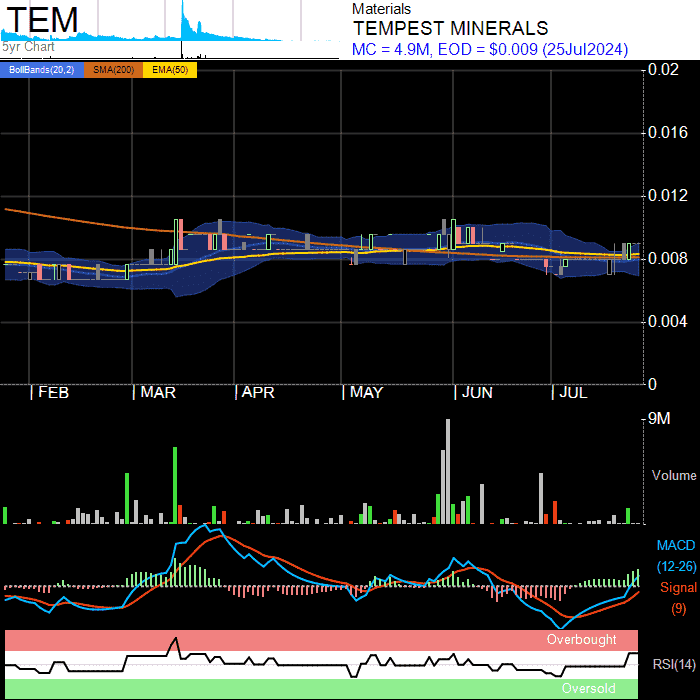 TEM
5yr Chart
Materials
TEMPEST MINERALS
MC = 4.9M, EOD = $0.009 (25Jul2024)
BollBands(20,2) SMA(200) EMA(50)
0.02
0.016
0.012
0.008
0.004
0
FEB MAR APR MAY JUN JUL
9M
Volume
MACD
(12-26)
Signal
(9)
Overbought
RSI(14)
Oversold